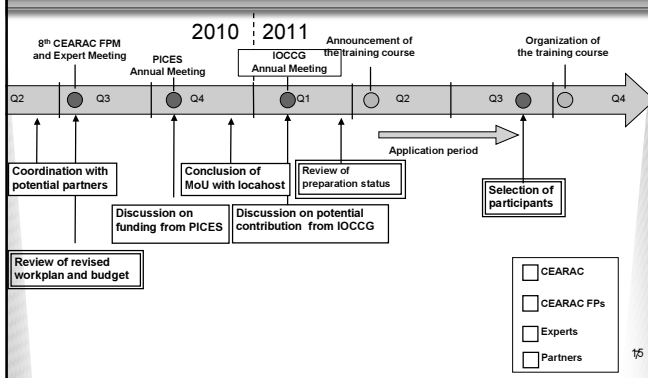 2010 2011
8th CEARAC FPM
and Expert Meeting
PICES
Annual Meeting
IOCCG
Annual Meeting
Announcement of
the training course
Organization of
the training course
Q2 Q3 Q4 Q1 Q2 Q3 Q4
Application period
Coordination with
potential partners
Conclusion of
MoU with locahost
Review of
preparation status
Selection of
participants
Discussion on
funding from PICES
Discussion on potential
contribution from IOCCG
Review of revised
workplan and budget
CEARAC
CEARAC FPs
Experts
Partners